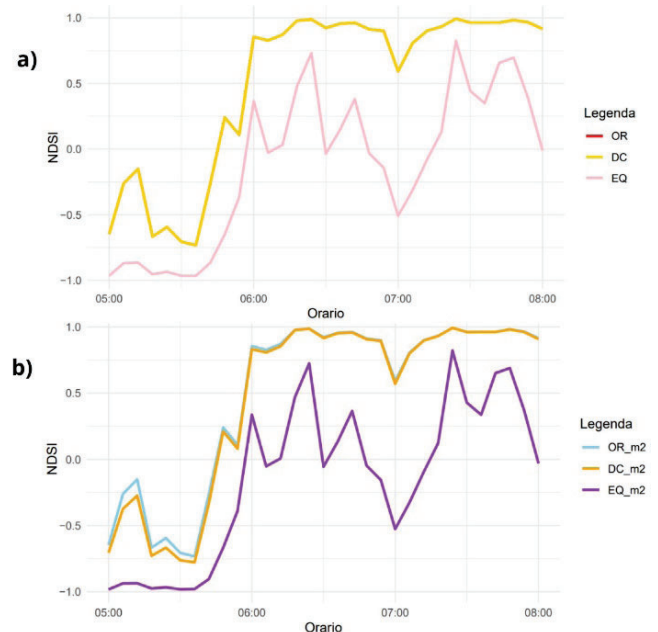 a)
NDSI
1.0
0.5
0.0
−0.5
−1.0
05:00 06:00 07:00 08:00
Orario
Legenda
OR
DC
EQ
b)
NDSI
1.0
0.5
0.0
−0.5
−1.0
05:00 06:00 07:00 08:00
Orario
Legenda
OR_m2
DC_m2
EQ_m2